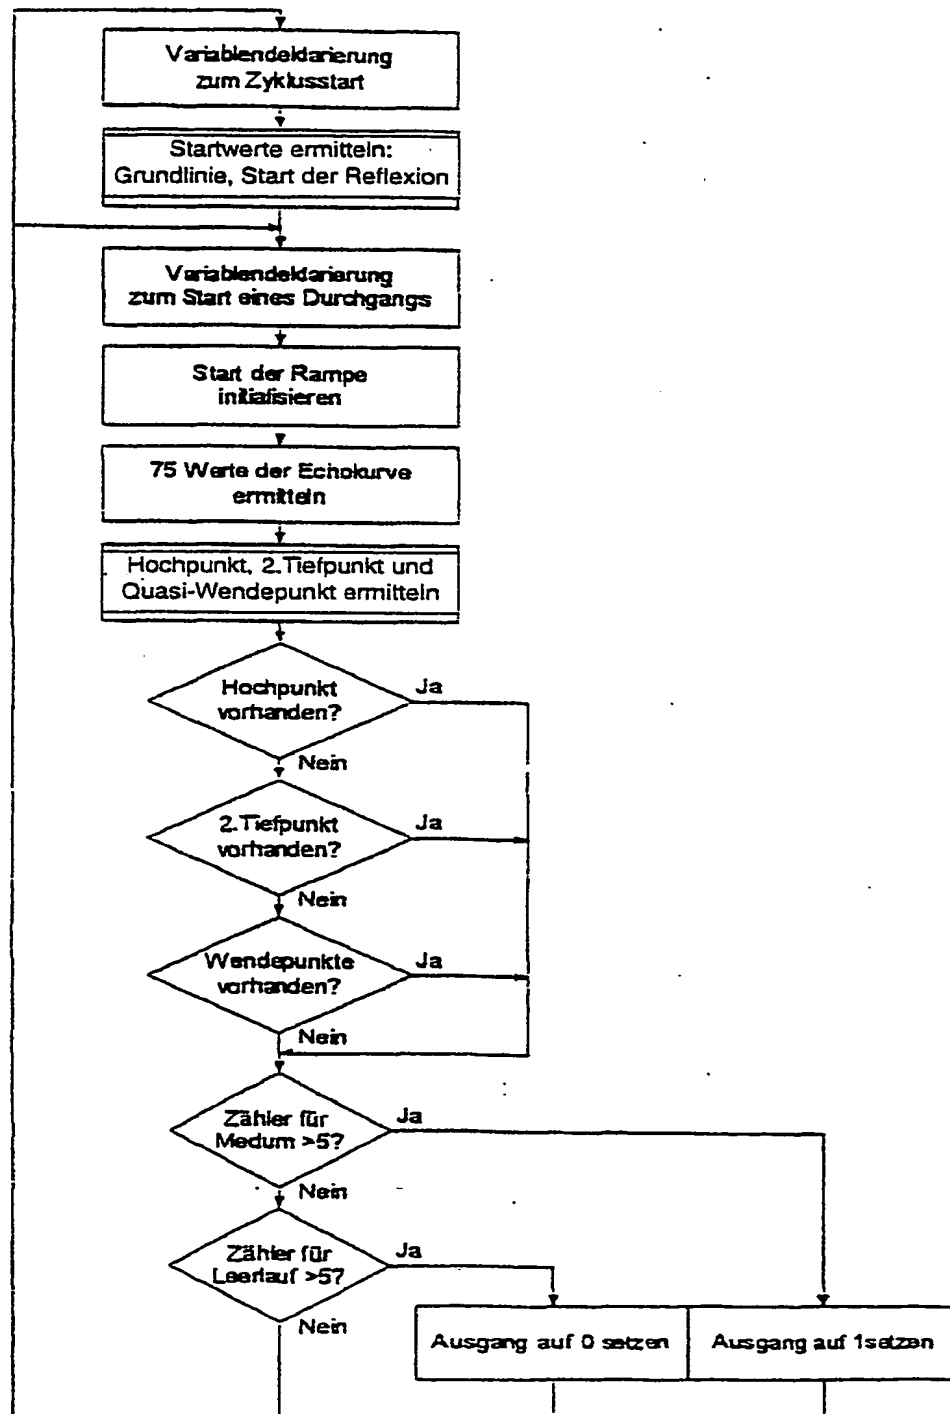 Variablendeklarierung
zum Zyklusstart
Startwerte ermitteln:
Grundlinie, Start der Reflexion
Variablendeklarierung
zum Start eines Durchgangs
Start der Rampe
initialisieren
75 Werte der Echokurve
ermitteln
Hochpunkt, 2.Tiefpunkt und
Quasi-Wendepunkt ermitteln
Hochpunkt
vorhanden?
Ja
Nein
2.Tiefpunkt
vorhanden?
Ja
Nein
Wendepunkte
vorhanden?
Ja
Nein
Zähler für
Medum >5?
Ja
Nein
Zähler für
Leerlauf >5?
Ja
Nein
Ausgang auf 0 setzen
Ausgang auf 1setzen